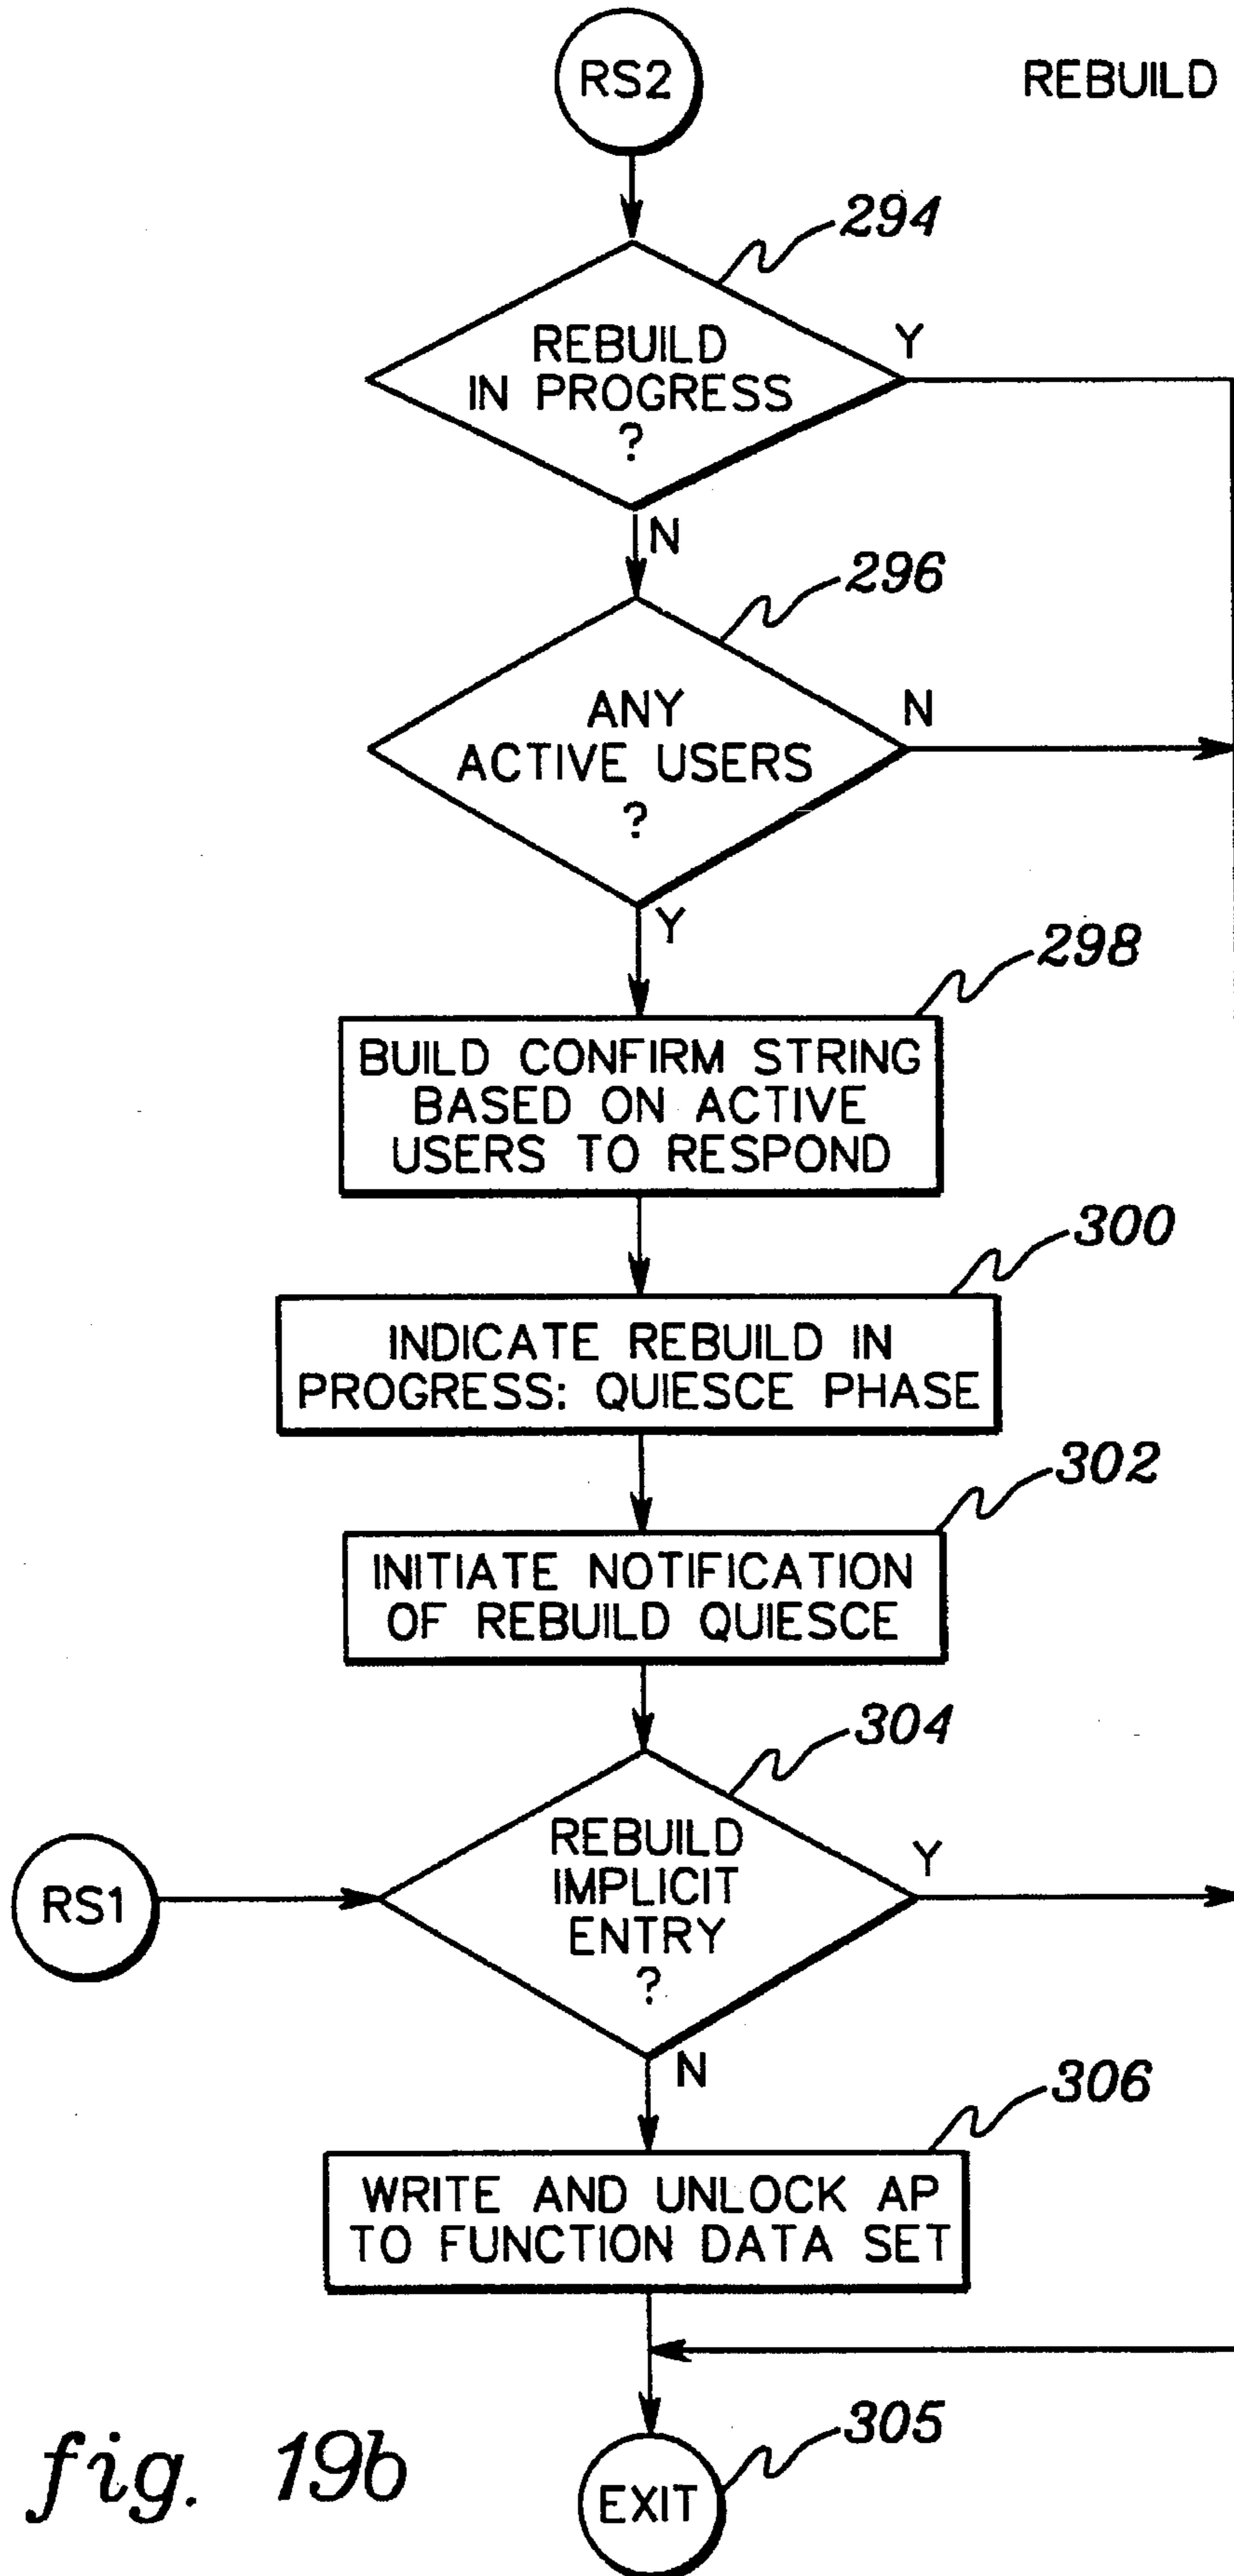 RS2
REBUILD
294
REBUILD
IN PROGRESS
?
Y
N
296
ANY
ACTIVE USERS
?
N
Y
298
BUILD CONFIRM STRING
BASED ON ACTIVE
USERS TO RESPOND
300
INDICATE REBUILD IN
PROGRESS: QUIESCE PHASE
302
INITIATE NOTIFICATION
OF REBUILD QUIESCE
304
RS1
REBUILD
IMPLICIT
ENTRY
?
Y
N
306
WRITE AND UNLOCK AP
TO FUNCTION DATA SET
305
EXIT
fig. 19b